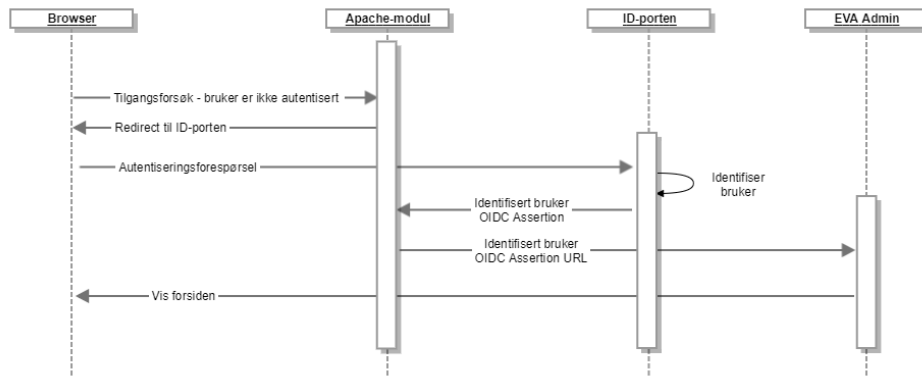 Browser
Apache-modul
ID-porten
EVA Admin
Tilgangsforsøk - bruker er ikke autentisert
Redirect til ID-porten
Autentiseringsforespørsel
Identifiser
bruker
Identifisert bruker
OIDC Assertion
Identifisert bruker
OIDC Assertion URL
Vis forsiden